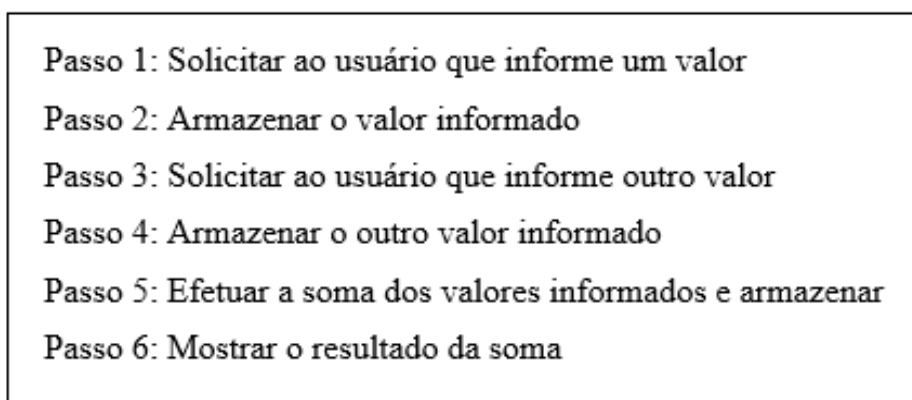 Passo 1: Solicitar ao usuário que informe um valor
Passo 2: Armazenar o valor informado
Passo 3: Solicitar ao usuário que informe outro valor
Passo 4: Armazenar o outro valor informado
Passo 5: Efetuar a soma dos valores informados e armazenar
Passo 6: Mostrar o resultado da soma